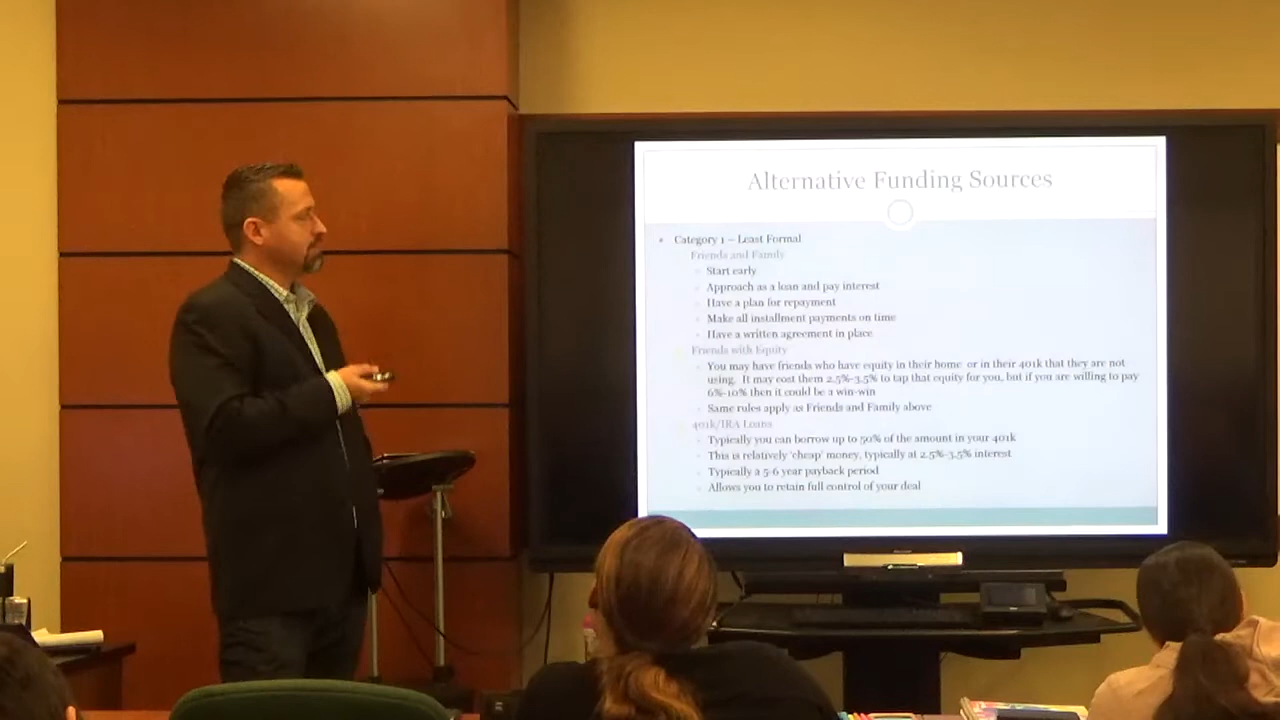 Alternative Funding Sources
Category 1 – Least Formal
Friends and Family
Start early
Approach as a loan and pay interest
Have a plan for repayment
Make all installment payments on time
Have a written agreement in place
Friends with Equity
You may have friends who have equity in their home or in their 401k that they are not
using. It may cost them 2.5%-3.5% to tap that equity for you, but if you are willing to pay
6%-10% then it could be a win-win
Same rules apply as Friends and Family above
401k/IRA Loans
Typically you can borrow up to 50% of the amount in your 401k
This is relatively 'cheap' money, typically at 2.5%-3.5% interest
Typically a 5-6 year payback period
Allows you to retain full control of your deal